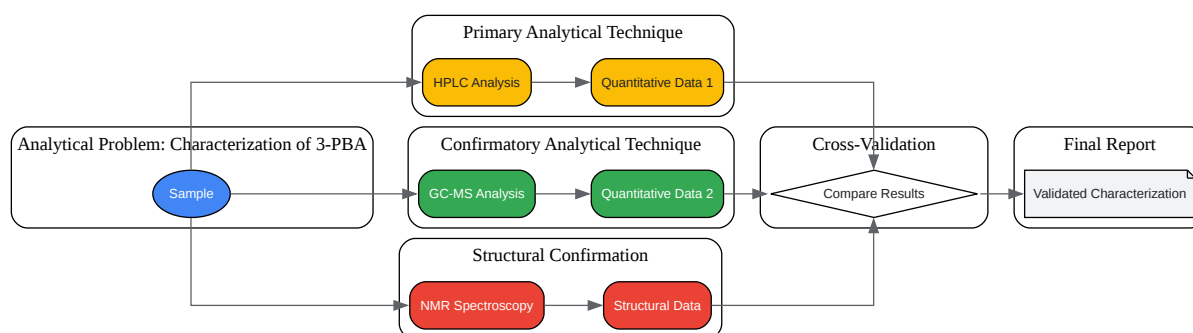 Primary Analytical Technique
HPLC Analysis
Quantitative Data 1
Analytical Problem: Characterization of 3-PBA
Sample
Confirmatory Analytical Technique
GC-MS Analysis
Quantitative Data 2
Cross-Validation
Compare Results
Final Report
Validated Characterization
Structural Confirmation
NMR Spectroscopy
Structural Data